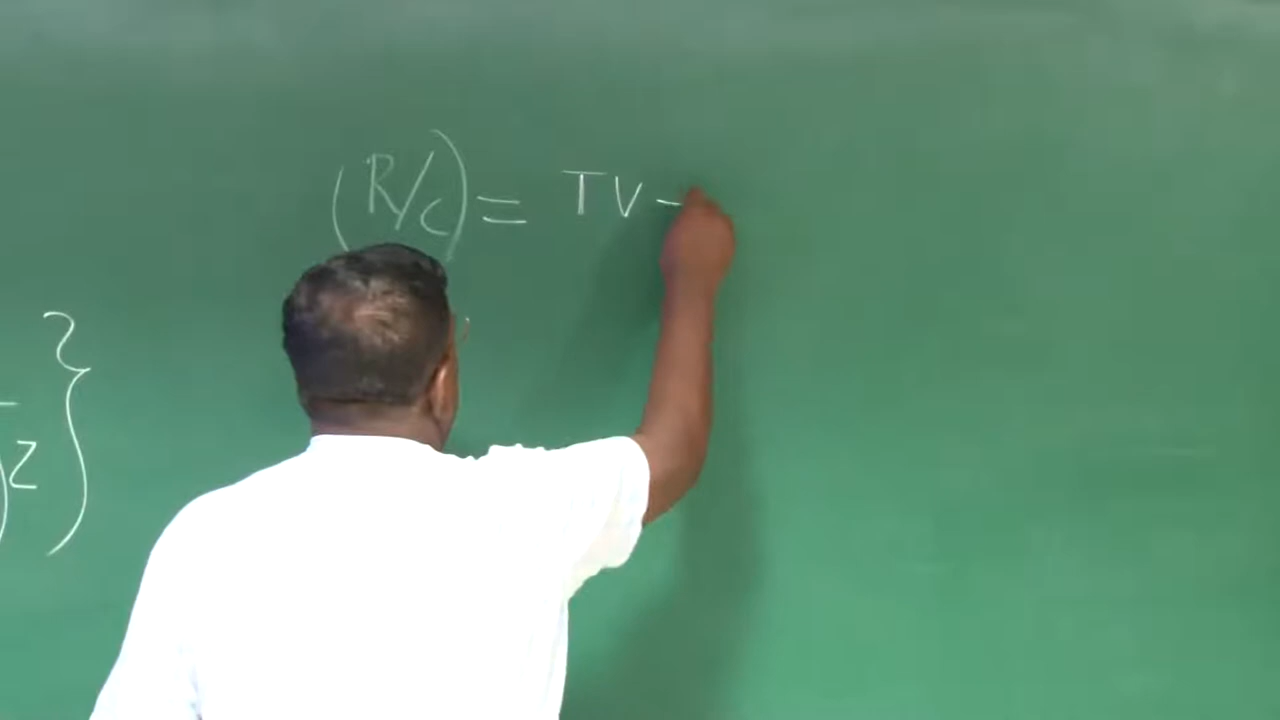 (R/C) = TV -
z }